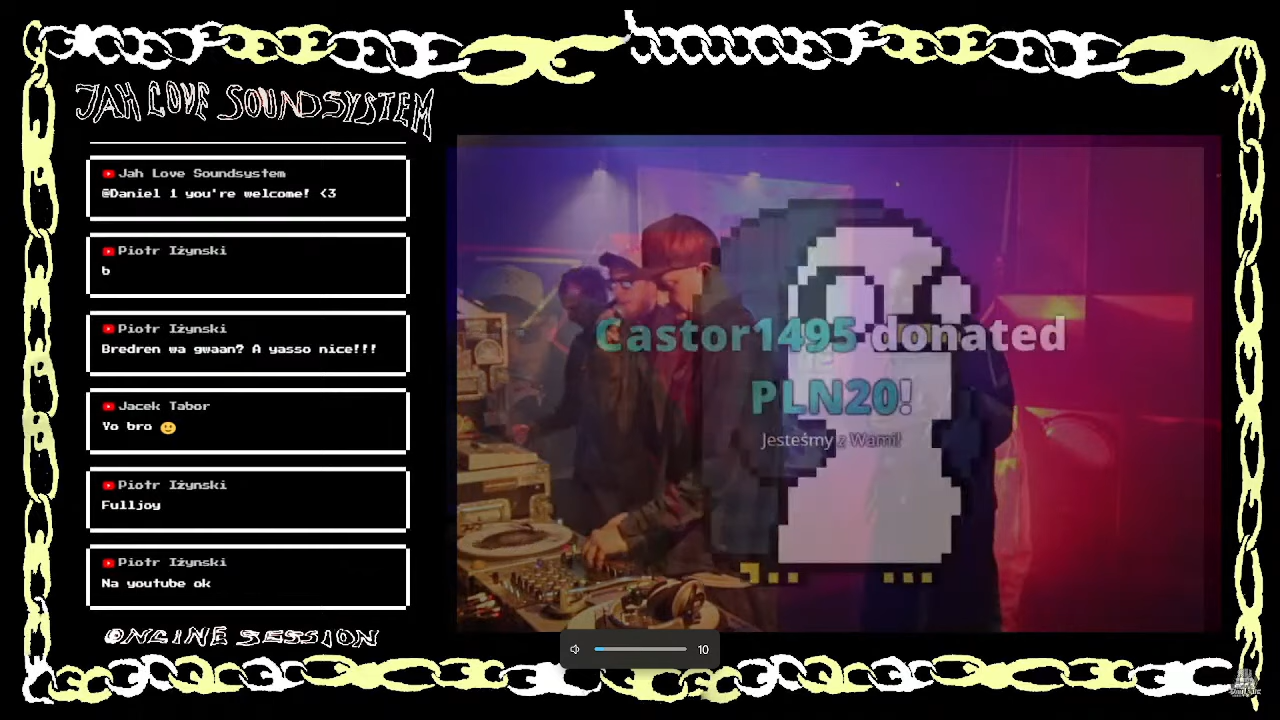 JAH LOVE SOUNDSYSTEM
Jah Love Soundsystem
@Daniel 1 you're welcome! <3
Piotr Iżynski
b
Piotr Iżynski
Bredren wa gwaan? A yasso nice!!!
Jacek Tabor
Yo bro 🙂
Piotr Iżynski
Fulljoy
Piotr Iżynski
Na youtube ok
ONLINE SESSION
Castor1495 donated
PLN20!
Jesteśmy z Wami!
10